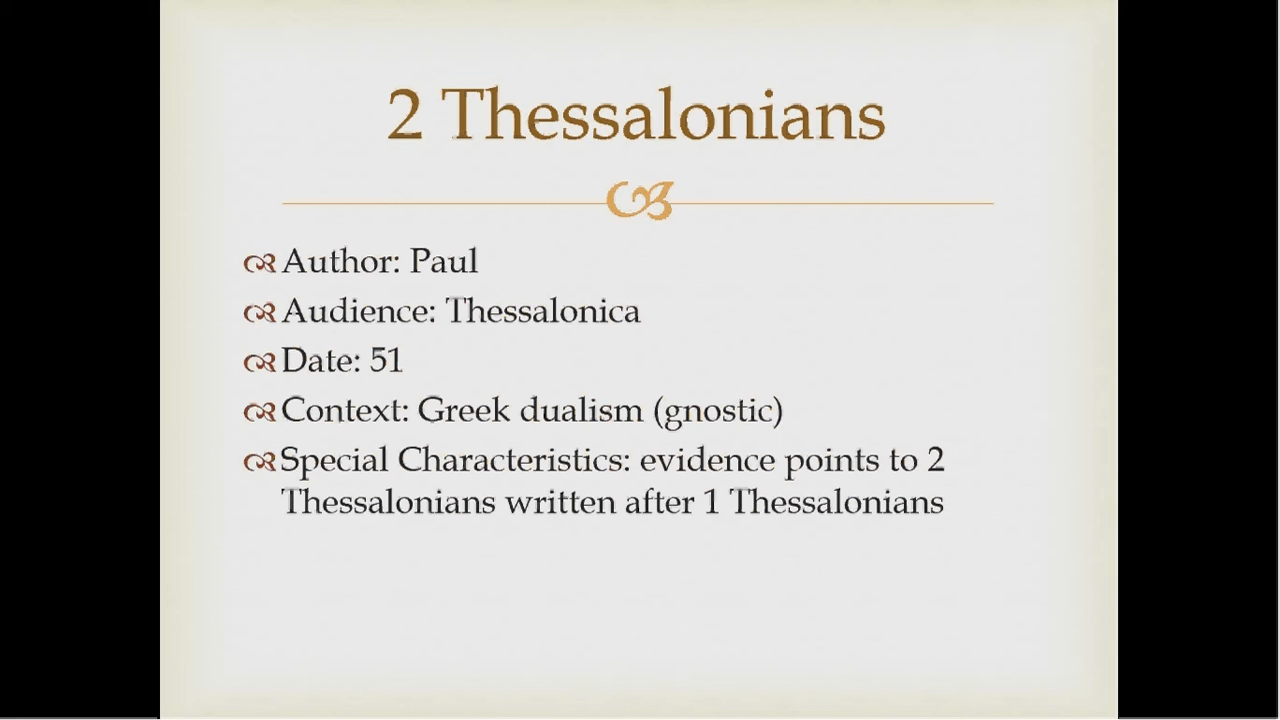 2 Thessalonians
Author: Paul
Audience: Thessalonica
Date: 51
Context: Greek dualism (gnostic)
Special Characteristics: evidence points to 2
Thessalonians written after 1 Thessalonians